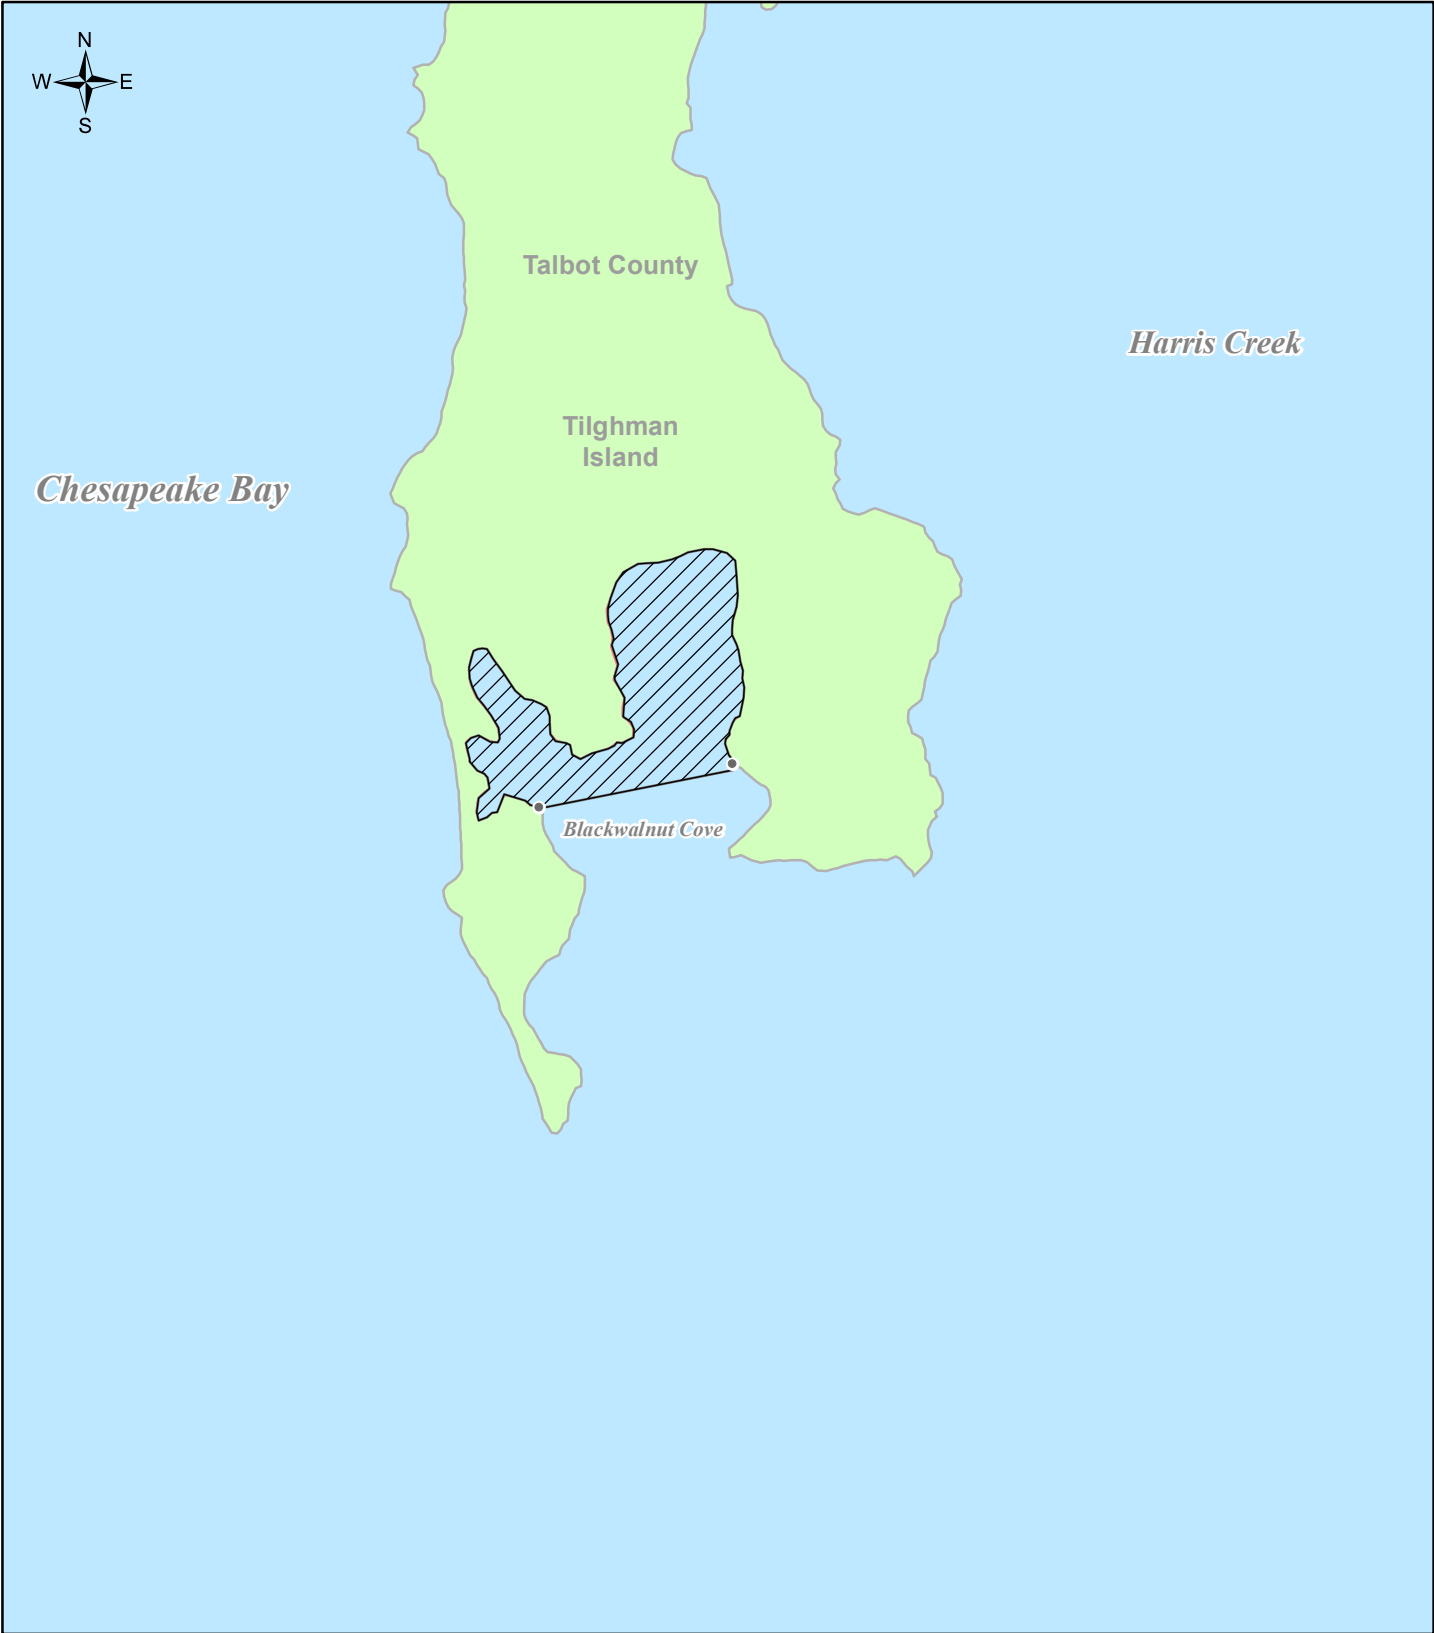 N
W E
S
Talbot County
Harris Creek
Tilghman
Island
Chesapeake Bay
Blackwalnut Cove